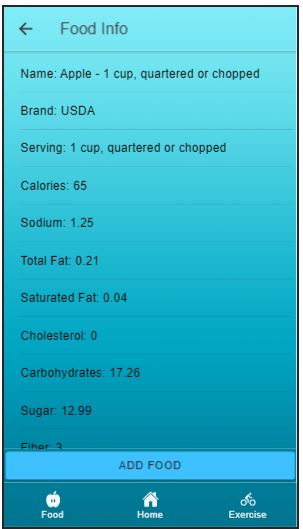 Food Info
Name: Apple - 1 cup, quartered or chopped
Brand: USDA
Serving: 1 cup, quartered or chopped
Calories: 65
Sodium: 1.25
Total Fat: 0.21
Saturated Fat: 0.04
Cholesterol: 0
Carbohydrates: 17.26
Sugar: 12.99
Fiber: 3
ADD FOOD
Food Home Exercise